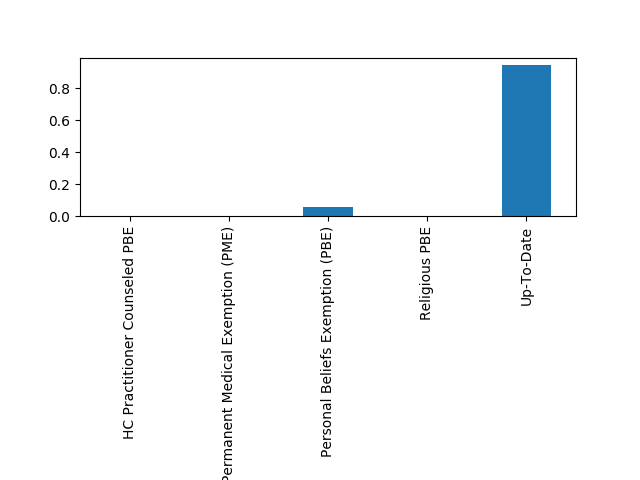 0.8
0.6
0.4
0.2
0.0
HC Practitioner Counseled PBE
Permanent Medical Exemption (PME)
Personal Beliefs Exemption (PBE)
Religious PBE
Up-To-Date